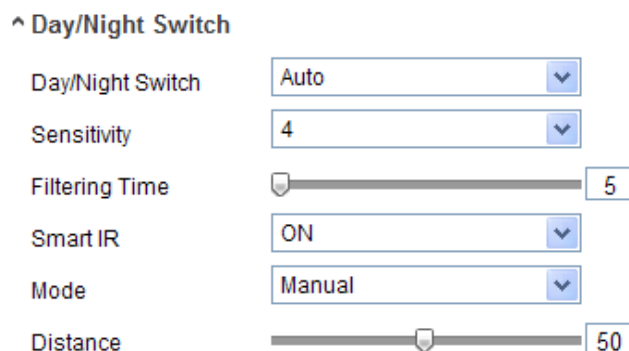 Day/Night Switch
Day/Night Switch Auto
Sensitivity 4
Filtering Time 5
Smart IR ON
Mode Manual
Distance 50